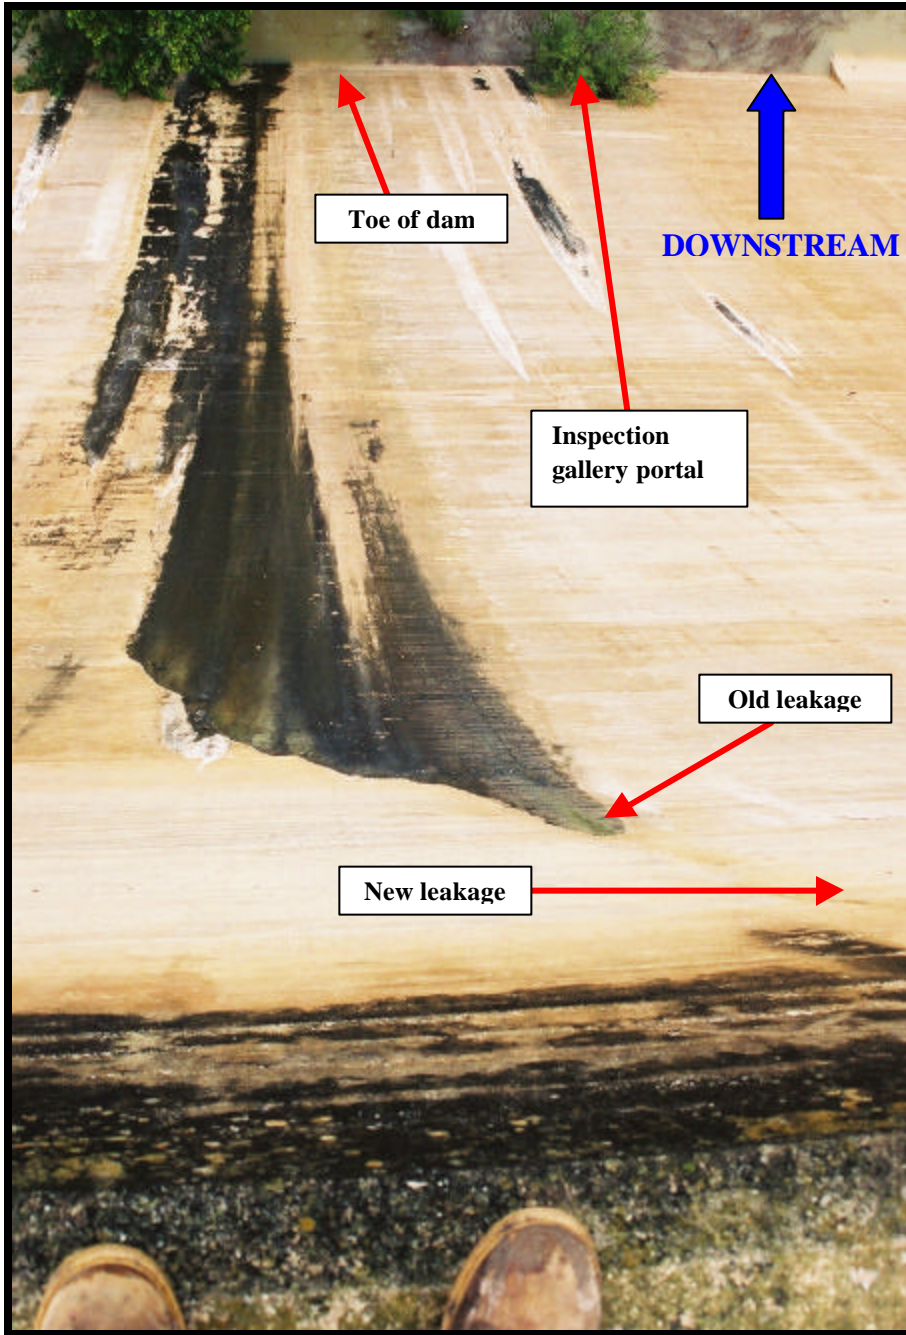 Toe of dam
DOWNSTREAM
Inspection
gallery portal
Old leakage
New leakage